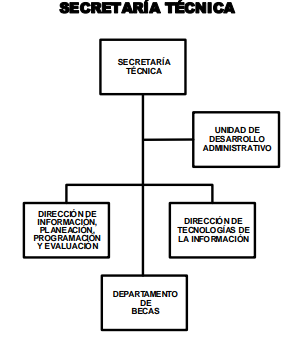 SECRETARÍA TÉCNICA
SECRETARÍA
TÉCNICA
UNIDAD DE
DESARROLLO
ADMINISTRATIVO
DIRECCIÓN DE
INFORMACIÓN,
PLANEACIÓN,
PROGRAMACIÓN
Y EVALUACIÓN
DIRECCIÓN DE
TECNOLOGÍAS DE
LA INFORMACIÓN
DEPARTAMENTO
DE
BECAS